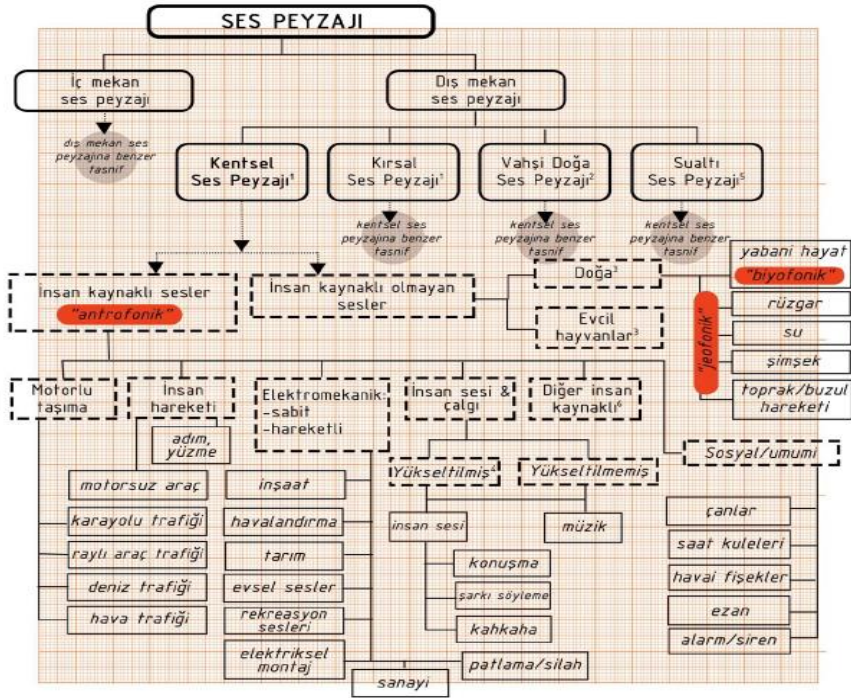 SES PEYZAJI
İç mekan
ses peyzajı
Dış mekan
ses peyzajı
dış mekan ses
peyzajına benzer
tasnif
Kentsel
Ses Peyzajı¹
Kırsal
Ses Peyzajı¹
Vahşi Doğa
Ses Peyzajı²
Sualtı
Ses Peyzajı⁵
kentsel ses
peyzajına benzer
tasnif
kentsel ses
peyzajına benzer
tasnif
kentsel ses
peyzajına benzer
tasnif
İnsan kaynaklı sesler
"antrofonik"
İnsan kaynaklı olmayan
sesler
Doğa³
Evcil
hayvanlar³
yabani hayat
"biyofonik"
"jeofonik"
rüzgar
su
şimşek
toprak/buzul
hareketi
Motorlu
taşıma
İnsan
hareketi
Elektromekanik:
-sabit
-hareketli
İnsan sesi &
çalgı
Diğer insan
kaynaklı⁶
Sosyal/umumi
adım,
yüzme
motorsuz araç
karayolu trafiği
raylı araç trafiği
deniz trafiği
hava trafiği
inşaat
havalandırma
tarım
evsel sesler
rekreasyon
sesleri
elektriksel
montaj
sanayi
patlama/silah
Yükseltilmiş⁴
Yükseltilmemiş
insan sesi
müzik
konuşma
şarkı söyleme
kahkaha
çanlar
saat kuleleri
havai fişekler
ezan
alarm/siren